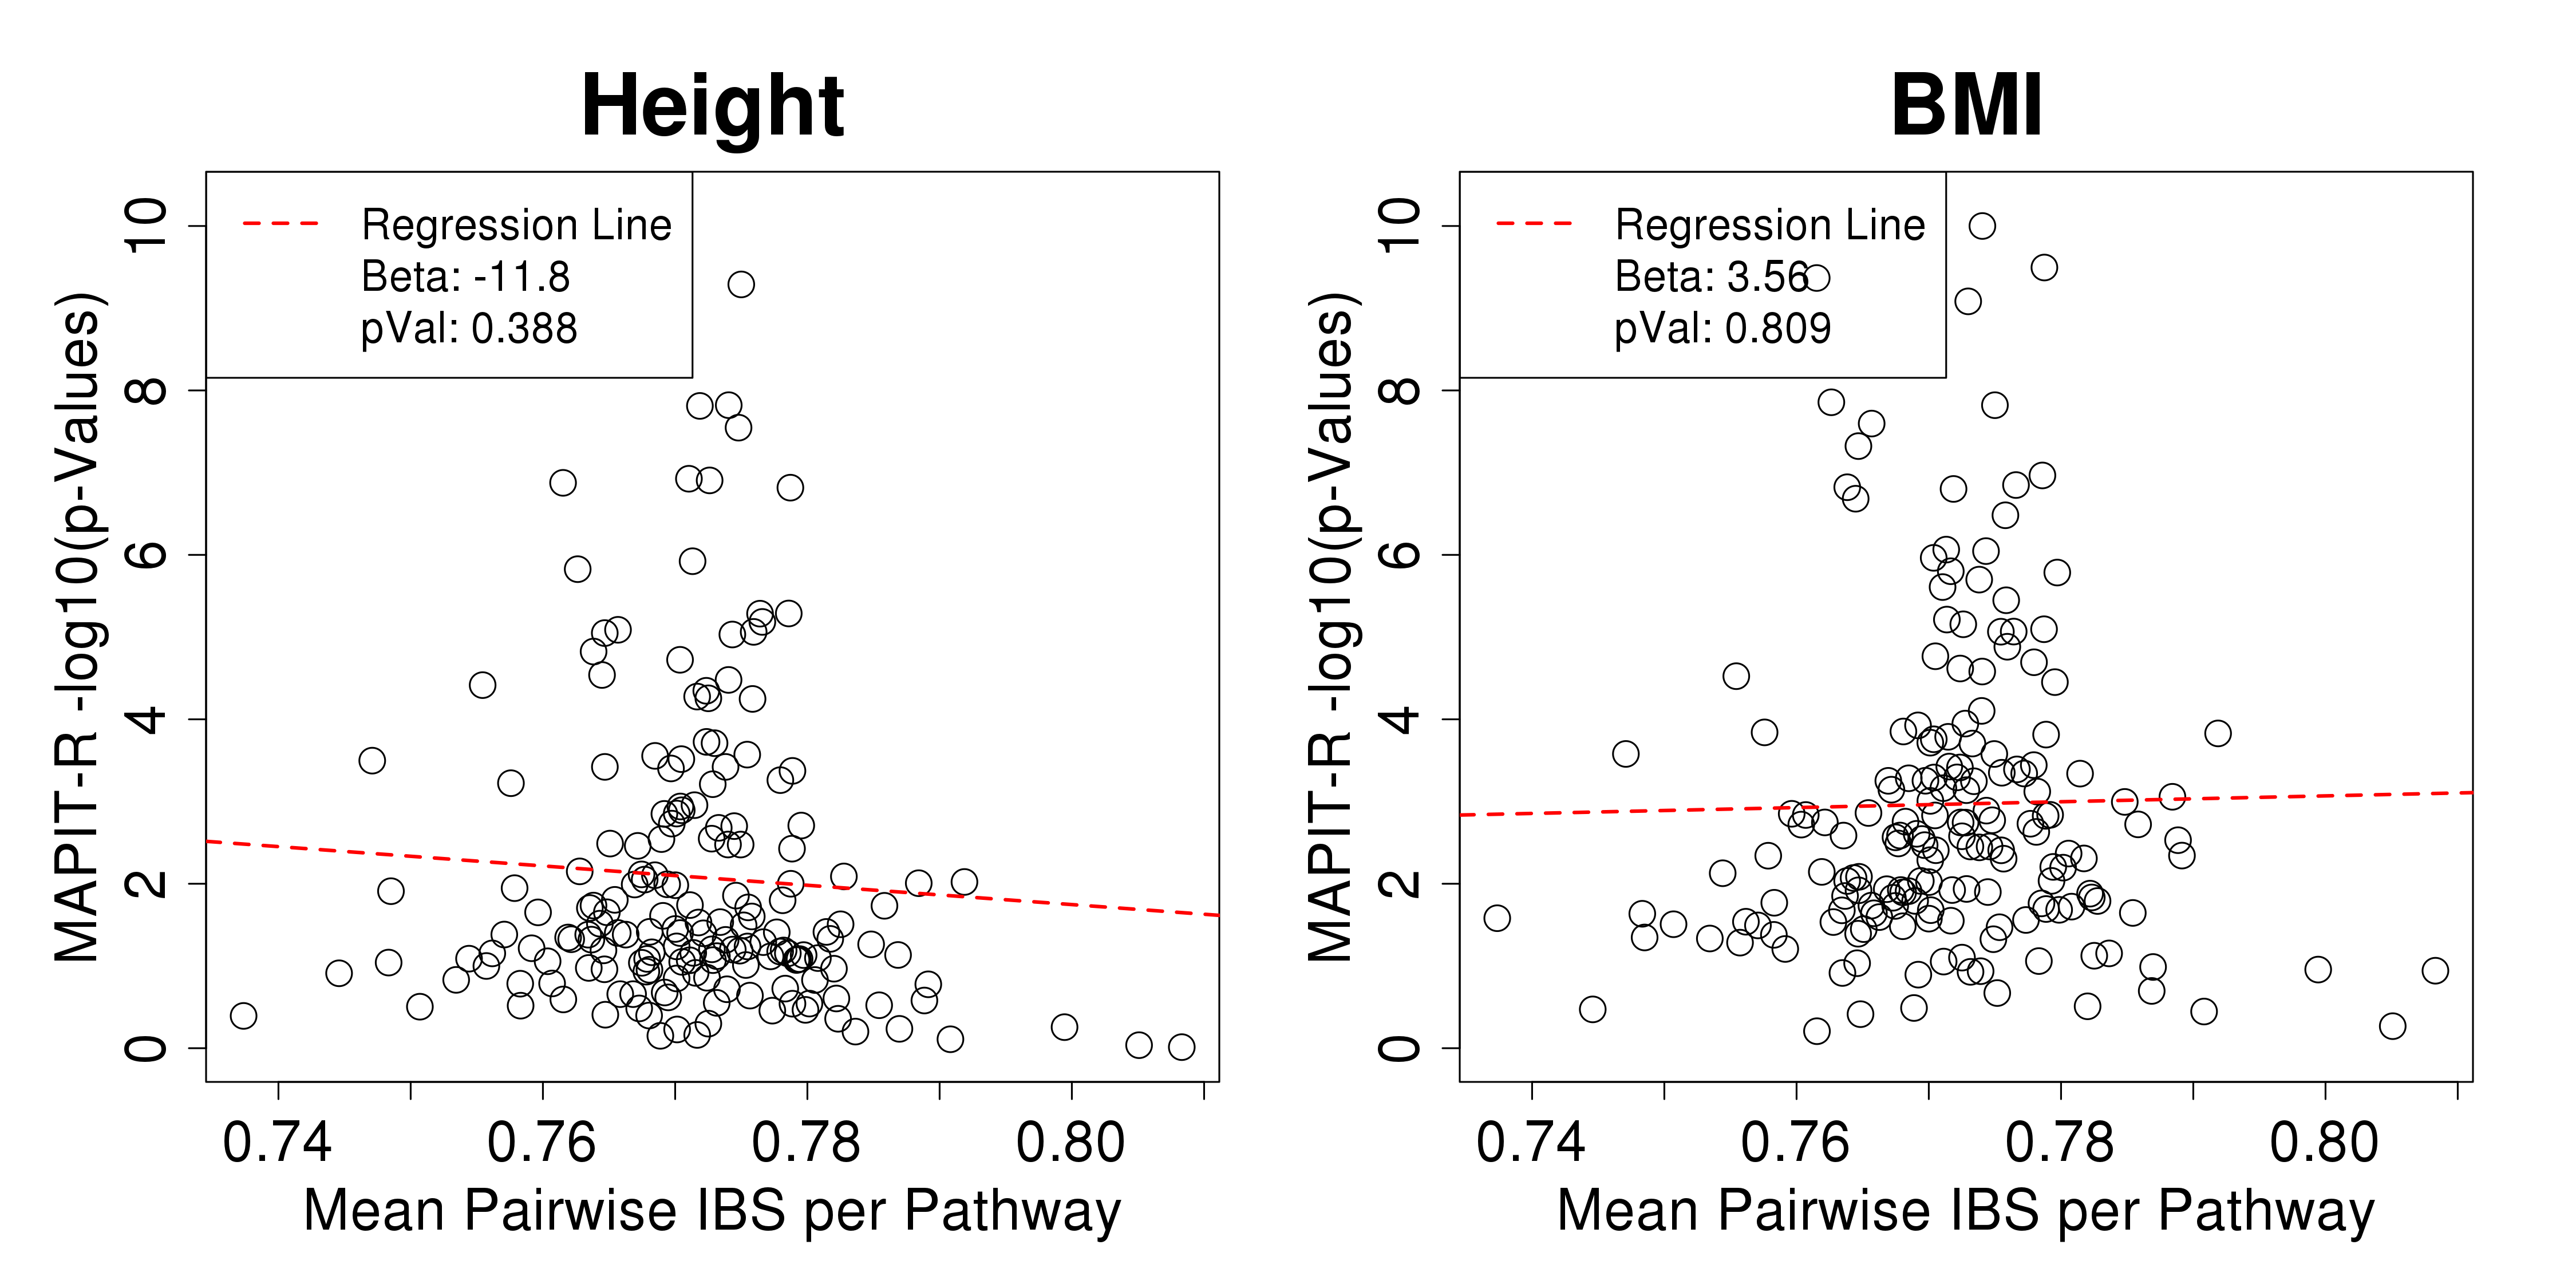 Height
Regression Line
Beta: -11.8
pVal: 0.388
MAPIT-R -log10(p-Values)
10
8
6
4
2
0
0.74 0.76 0.78 0.80
Mean Pairwise IBS per Pathway
BMI
Regression Line
Beta: 3.56
pVal: 0.809
MAPIT-R -log10(p-Values)
10
8
6
4
2
0
0.74 0.76 0.78 0.80
Mean Pairwise IBS per Pathway